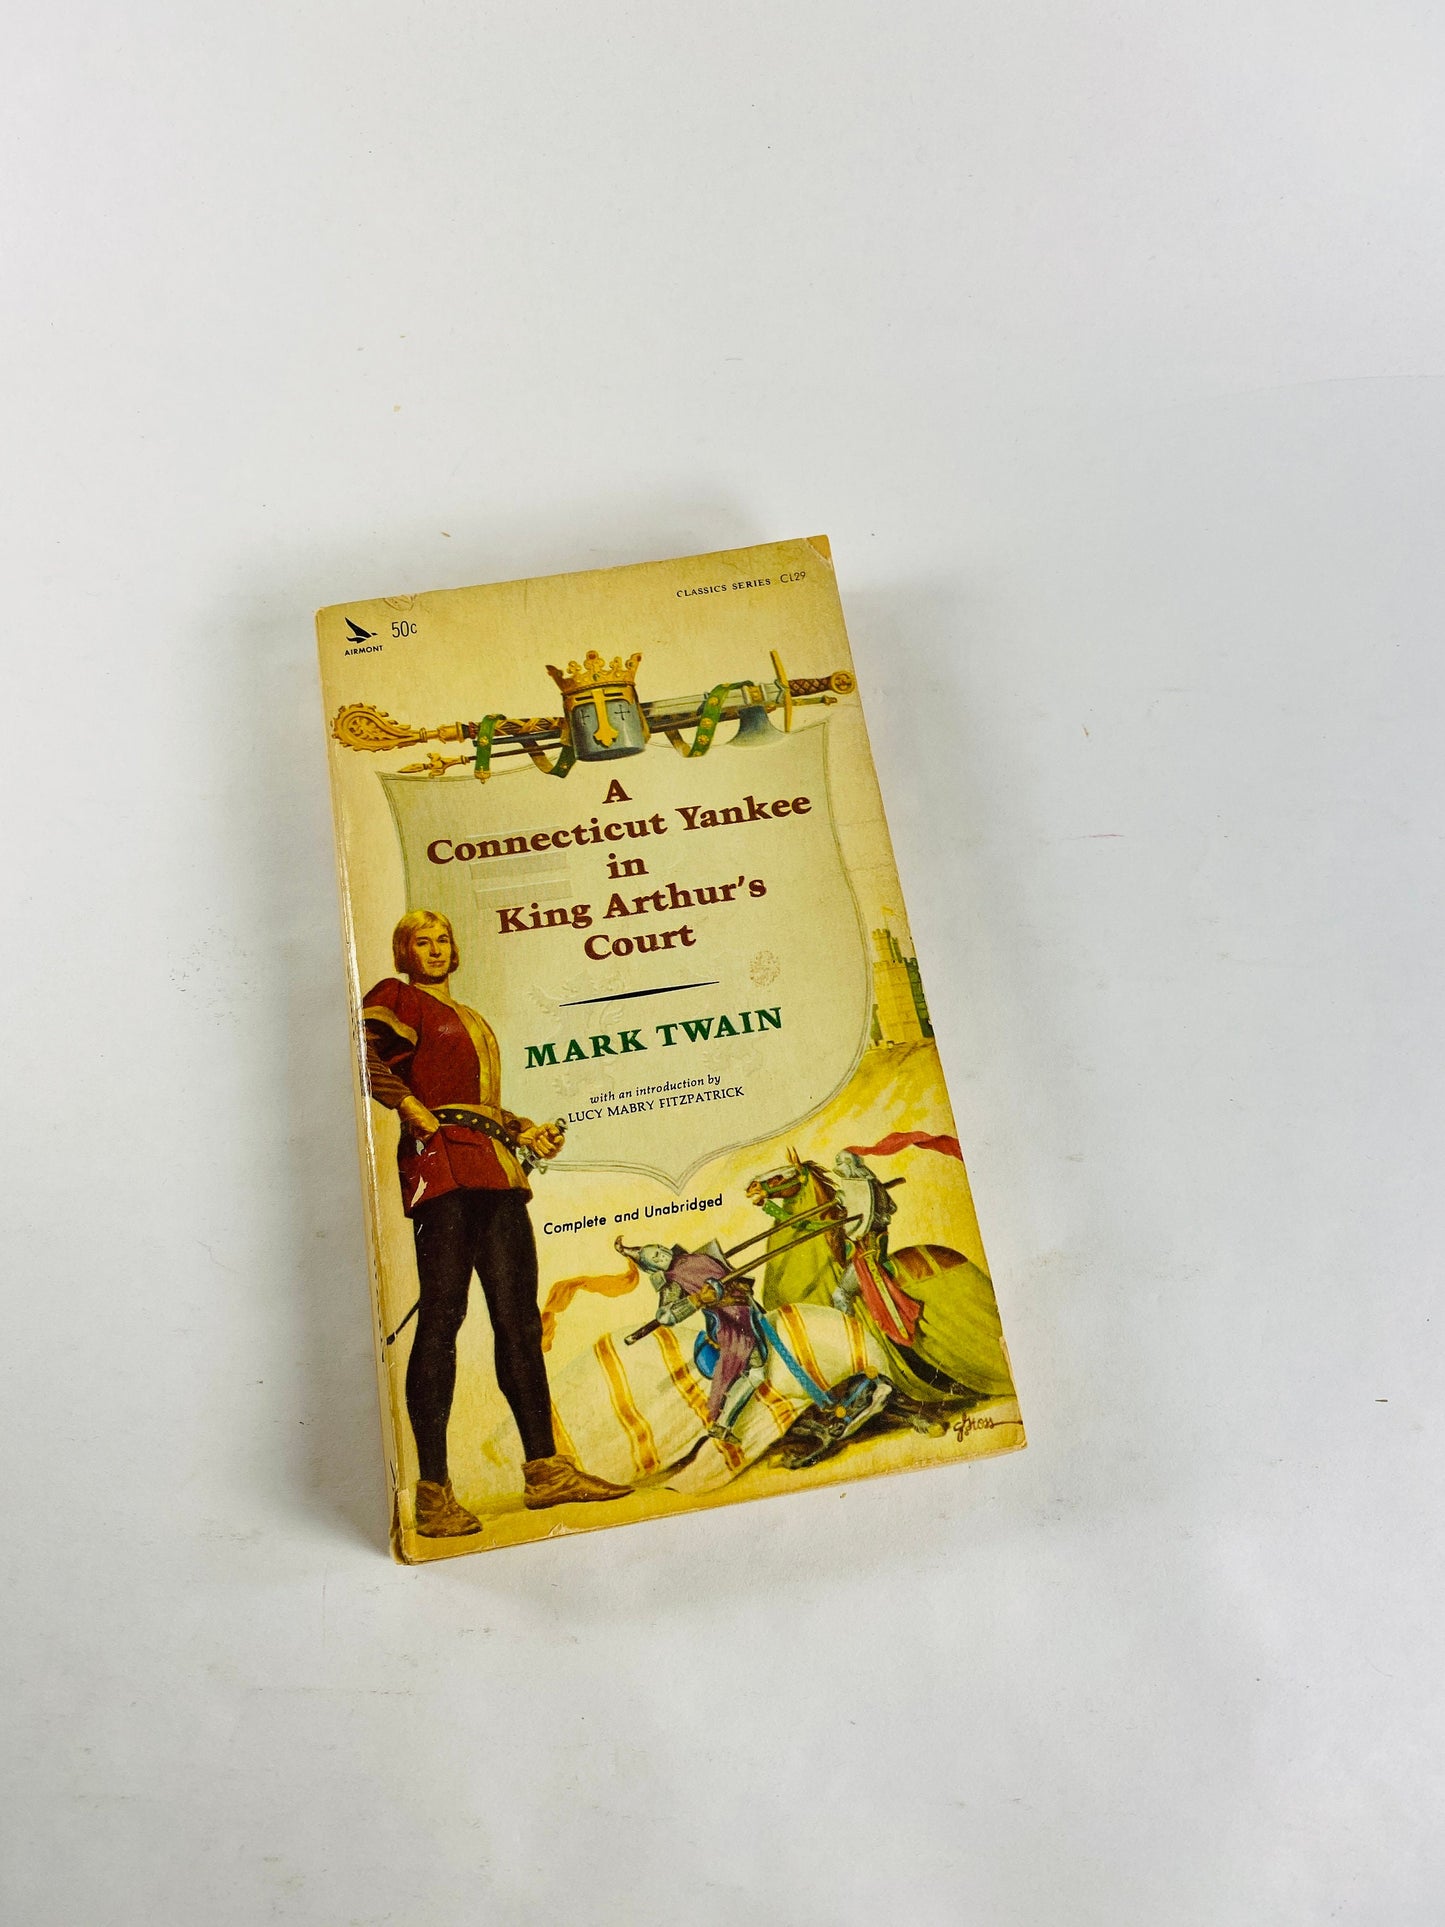 CLASSICS SERIES CL29
50c
AIRMONT
A
Connecticut Yankee
in
King Arthur's
Court
MARK TWAIN
with an introduction by
LUCY MABRY FITZPATRICK
Complete and Unabridged